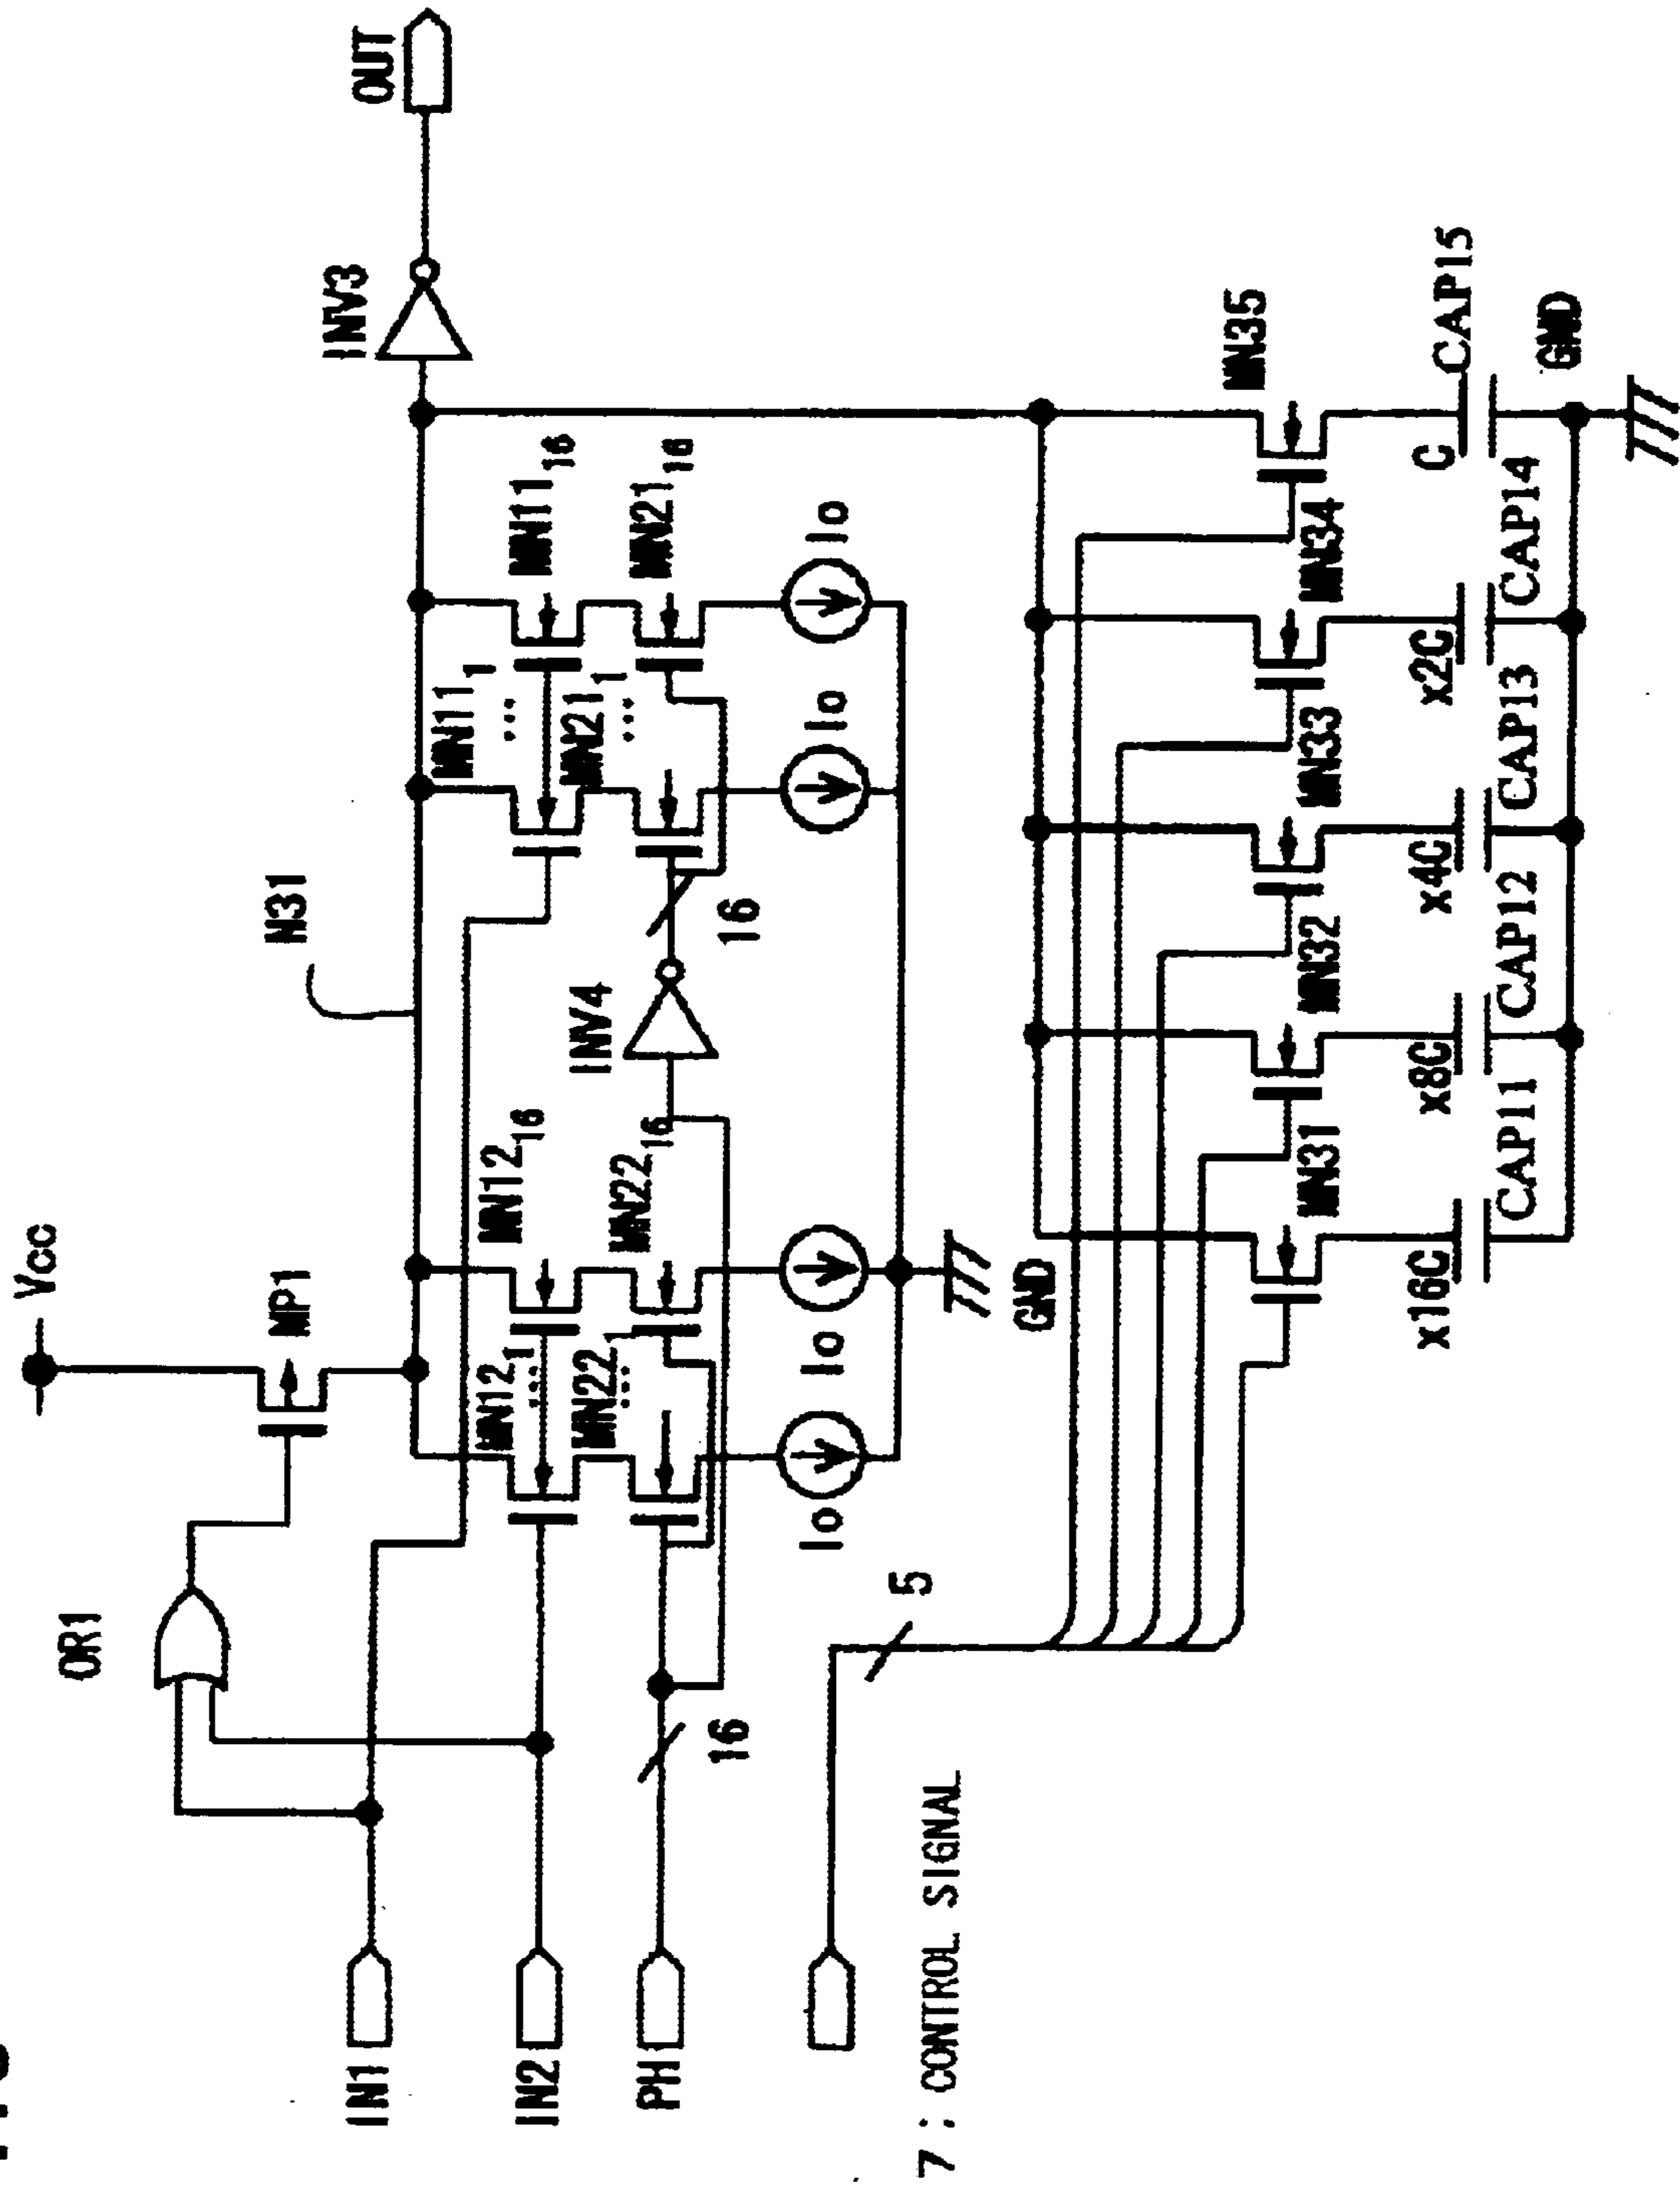 Vcc
OR1
MP1
N31
INV3
OUT
IN1
IN2
PH
16
MN12₁
...
MN12₁₆
MN22₁
...
MN22₁₆
INV4
16
MN11₁
...
MN11₁₆
MN21₁
...
MN21₁₆
Io
Io
Io
Io
GND
5
7 : CONTROL SIGNAL
MN31
MN32
MN33
MN34
MN35
x16C
x8C
x4C
x2C
C
CAP11
CAP12
CAP13
CAP14
CAP15
GND